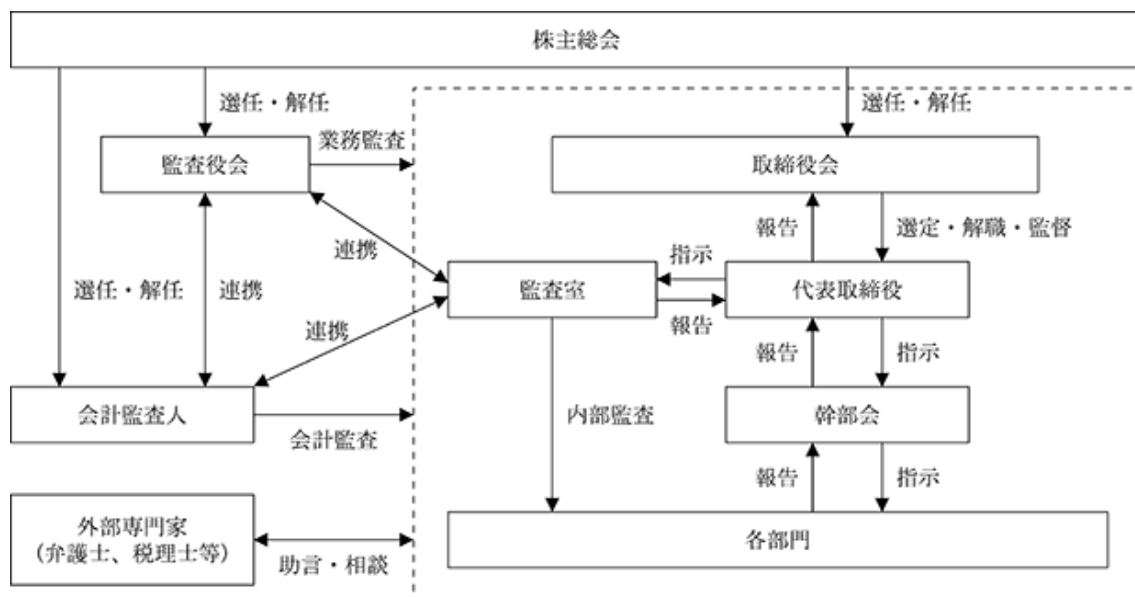 株主総会
選任・解任
選任・解任
業務監査
監査役会
取締役会
連携
報告
選定・解職・監督
指示
選任・解任
連携
監査室
代表取締役
報告
連携
報告
指示
会計監査人
内部監査
幹部会
会計監査
報告
指示
外部専門家
(弁護士、税理士等)
助言・相談
各部門